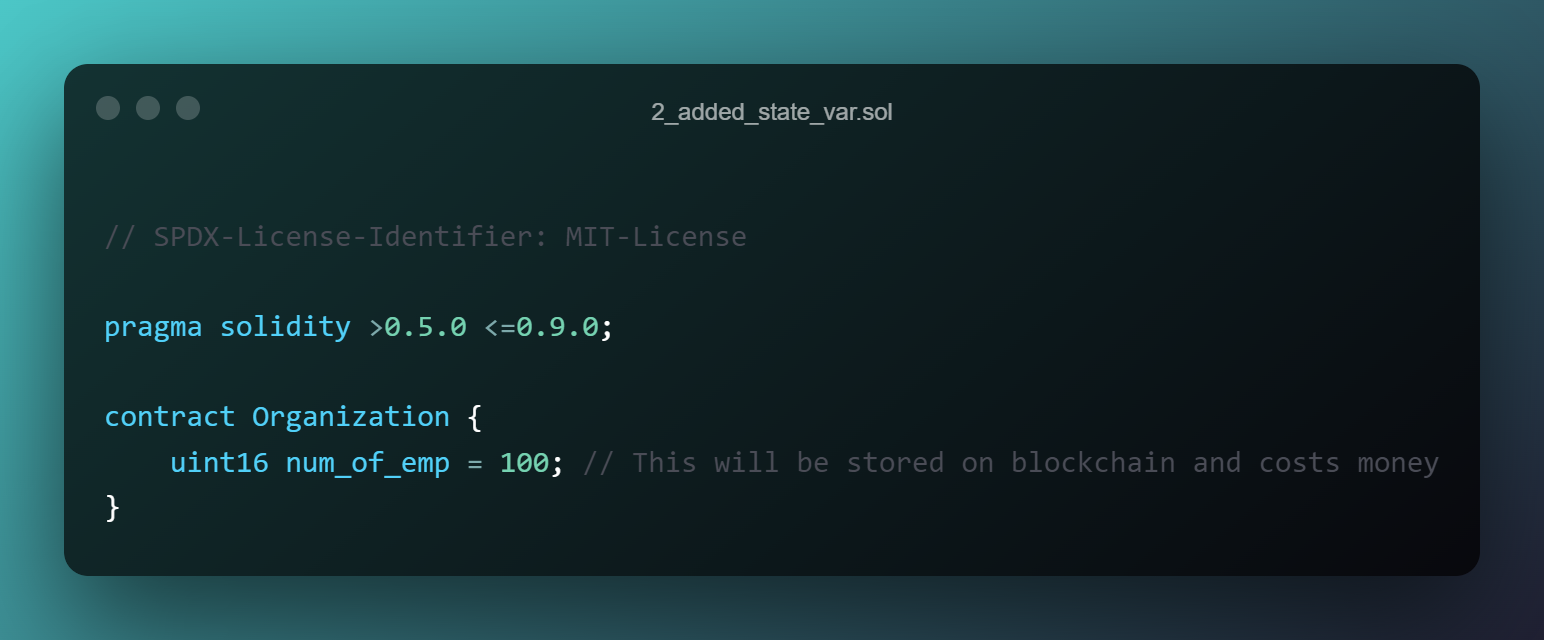 2_added_state_var.sol
// SPDX-License-Identifier: MIT-License
pragma solidity >0.5.0 <=0.9.0;
contract Organization {
    uint16 num_of_emp = 100; // This will be stored on blockchain and costs money
}